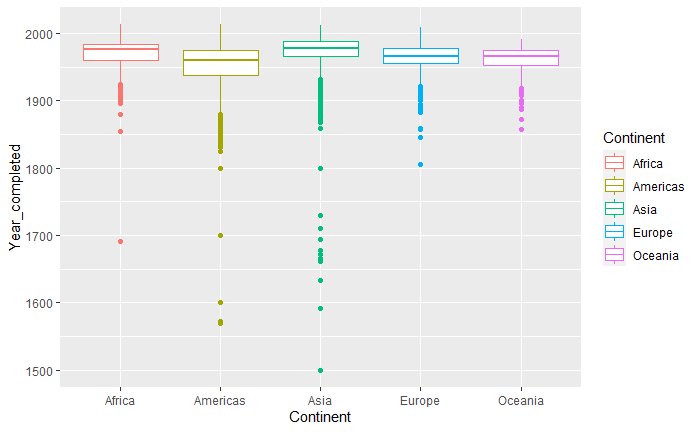 2000
1900
1800
1700
1600
1500
Year_completed
Africa
Americas
Asia
Europe
Oceania
Continent
Continent
Africa
Americas
Asia
Europe
Oceania